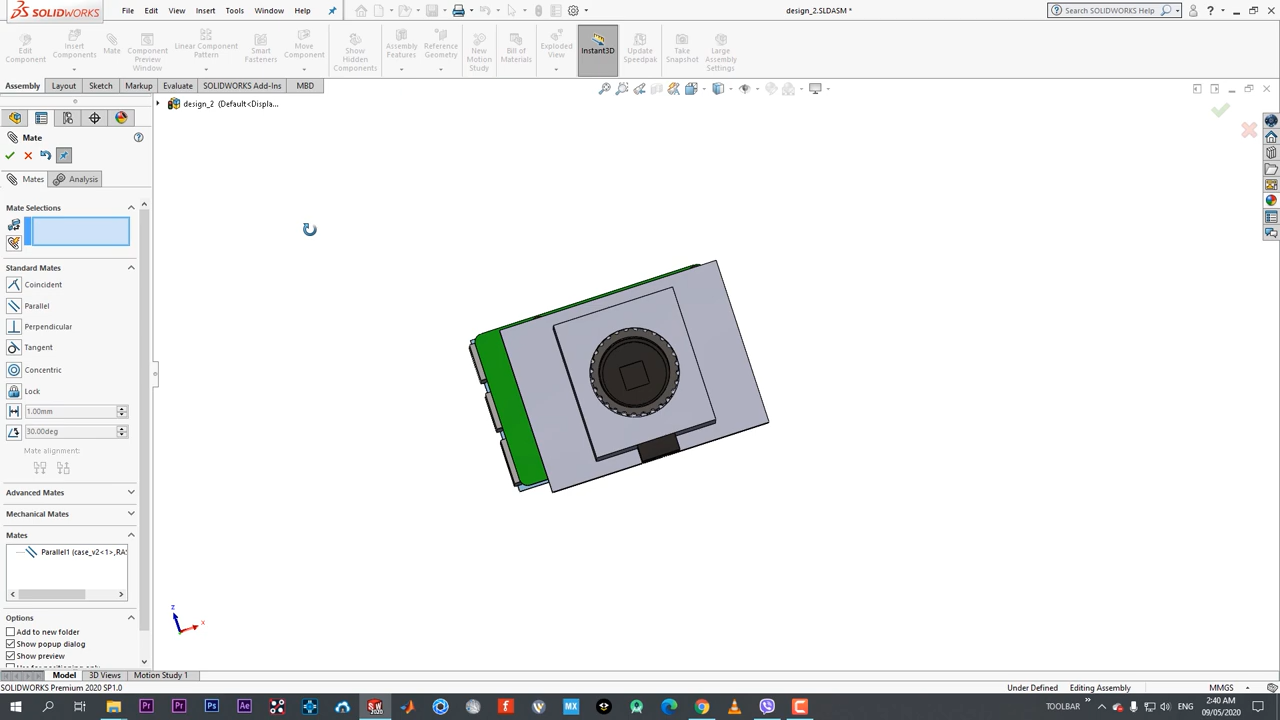 SOLIDWORKS File Edit View Insert Tools Window Help design_2.SLDASM * Search SOLIDWORKS Help
Edit Component
Insert Components
Mate
Component Preview Window
Linear Component Pattern
Smart Fasteners
Move Component
Show Hidden Components
Assembly Features
Reference Geometry
New Motion Study
Bill of Materials
Exploded View
Instant3D
Update Speedpak
Take Snapshot
Large Assembly Settings
Assembly Layout Sketch Markup Evaluate SOLIDWORKS Add-Ins MBD
design_2 (Default<Displa...
Mate
Mates Analysis
Mate Selections
Standard Mates
Coincident
Parallel
Perpendicular
Tangent
Concentric
Lock
1.00mm
30.00deg
Mate alignment:
Advanced Mates
Mechanical Mates
Mates
Parallel1 (case_v2<1>,RAS
Options
Add to new folder
Show popup dialog
Show preview
z
x
Model 3D Views Motion Study 1
SOLIDWORKS Premium 2020 SP1.0 Under Defined Editing Assembly MMGS
TOOLBAR
2:40 AM
09/05/2020